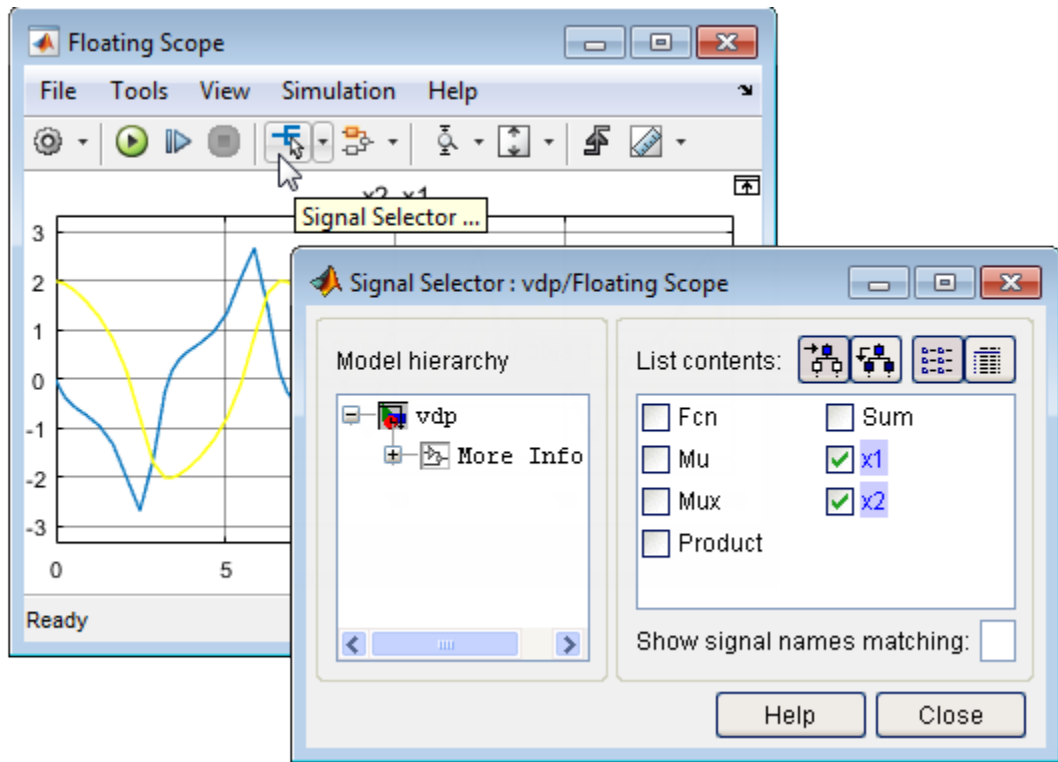 Floating Scope
File Tools View Simulation Help
x2, x1
Signal Selector ...
3
2
1
0
-1
-2
-3
0 5
Ready
Signal Selector : vdp/Floating Scope
Model hierarchy
vdp
More Info
List contents:
Fcn Sum
Mu x1
Mux x2
Product
Show signal names matching:
Help Close